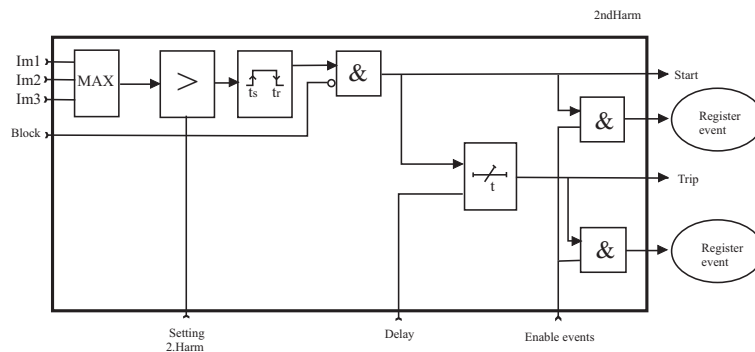 2ndHarm
Im1
Im2
Im3
MAX
>
ts tr
&
Start
Block
&
Register
event
t
Trip
&
Register
event
Setting
2.Harm
Delay
Enable events